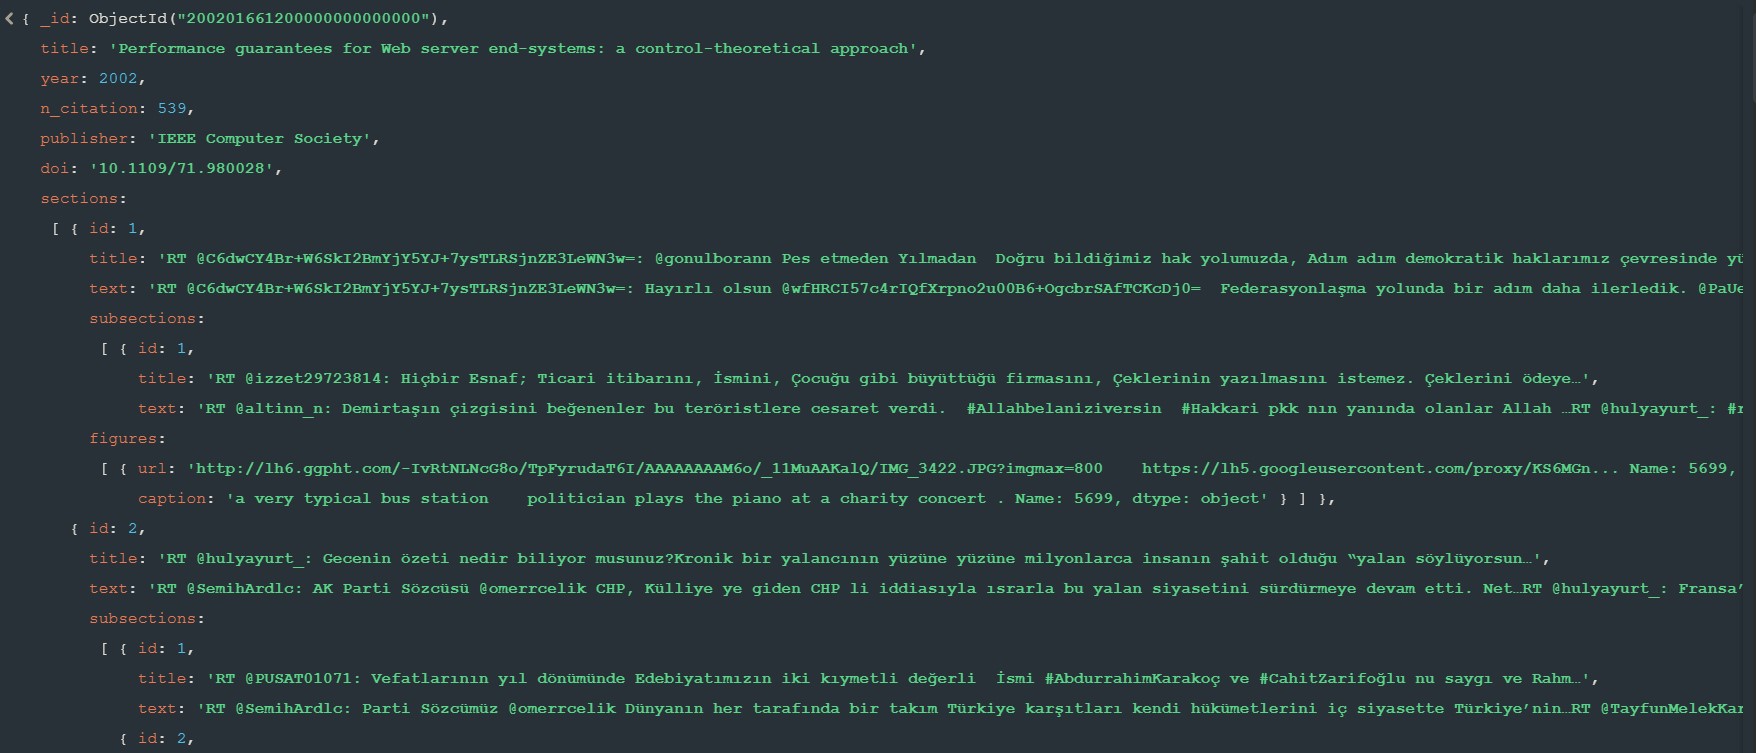 { _id: ObjectId("200201661200000000000000"),
title: 'Performance guarantees for Web server end-systems: a control-theoretical approach',
year: 2002,
n_citation: 539,
publisher: 'IEEE Computer Society',
doi: '10.1109/71.980028',
sections:
[ { id: 1,
title: 'RT @C6dwCY4Br+W6SkI2BmYjY5YJ+7ysTLRSjnZE3LeWN3w=: @gonulborann Pes etmeden Yılmadan  Doğru bildiğimiz hak yolumuzda, Adım adım demokratik haklarımız çevresinde yü
text: 'RT @C6dwCY4Br+W6SkI2BmYjY5YJ+7ysTLRSjnZE3LeWN3w=: Hayırlı olsun @wfHRCI57c4rIQfXrpno2u00B6+OgcbrSAfTCKcDj0=  Federasyonlaşma yolunda bir adım daha ilerledik. @PaUe
subsections:
[ { id: 1,
title: 'RT @izzet29723814: Hiçbir Esnaf; Ticari itibarını, İsmini, Çocuğu gibi büyüttüğü firmasını, Çeklerinin yazılmasını istemez. Çeklerini ödeye…',
text: 'RT @altinn_n: Demirtaşın çizgisini beğenenler bu teröristlere cesaret verdi.  #Allahbelaniziversin  #Hakkari pkk nın yanında olanlar Allah …RT @hulyayurt_: #r
figures:
[ { url: 'http://lh6.ggpht.com/-IvRtNLNcG8o/TpFyrudaT6I/AAAAAAAAM6o/_11MuAAKalQ/IMG_3422.JPG?imgmax=800    https://lh5.googleusercontent.com/proxy/KS6MGn... Name: 5699,
caption: 'a very typical bus station    politician plays the piano at a charity concert . Name: 5699, dtype: object' } ] },
{ id: 2,
title: 'RT @hulyayurt_: Gecenin özeti nedir biliyor musunuz?Kronik bir yalancının yüzüne yüzüne milyonlarca insanın şahit olduğu “yalan söylüyorsun…',
text: 'RT @SemihArdlc: AK Parti Sözcüsü @omerrcelik CHP, Külliye ye giden CHP li iddiasıyla ısrarla bu yalan siyasetini sürdürmeye devam etti. Net…RT @hulyayurt_: Fransa’
subsections:
[ { id: 1,
title: 'RT @PUSAT01071: Vefatlarının yıl dönümünde Edebiyatımızın iki kıymetli değerli  İsmi #AbdurrahimKarakoç ve #CahitZarifoğlu nu saygı ve Rahm…',
text: 'RT @SemihArdlc: Parti Sözcümüz @omerrcelik Dünyanın her tarafında bir takım Türkiye karşıtları kendi hükümetlerini iç siyasette Türkiye’nin…RT @TayfunMelekKar
{ id: 2,